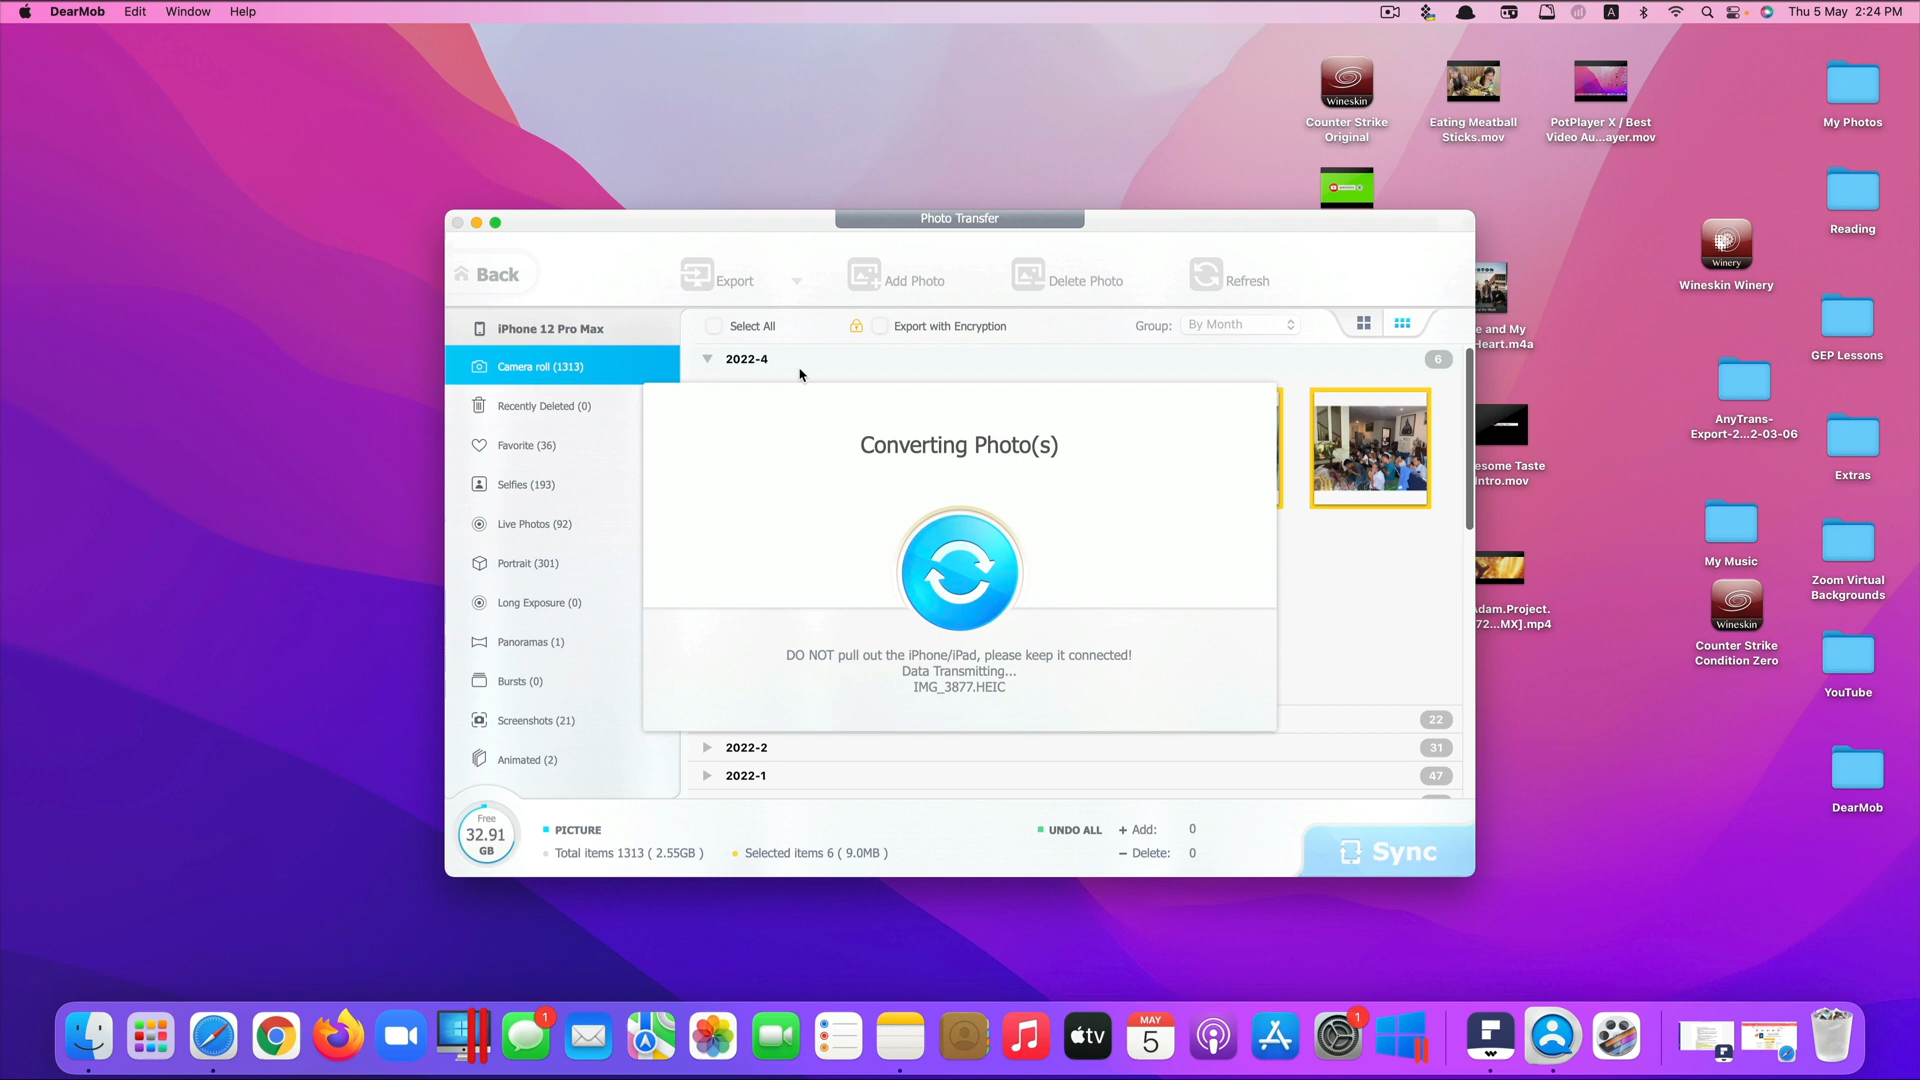 DearMob Edit Window Help
A
Thu 5 May 2:24 PM
Wineskin
Counter Strike
Original
Eating Meatball
Sticks.mov
PotPlayer X / Best
Video Au...ayer.mov
My Photos
Reading
Winery
Wineskin Winery
e and My
Heart.m4a
GEP Lessons
AnyTrans-
Export-2...2-03-06
esome Taste
Intro.mov
Extras
My Music
Zoom Virtual
Backgrounds
Adam.Project.
72...MX].mp4
Wineskin
Counter Strike
Condition Zero
YouTube
DearMob
Photo Transfer
Back
Export
Add Photo
Delete Photo
Refresh
iPhone 12 Pro Max
Select All
Export with Encryption
Group: By Month
Camera roll (1313)
Recently Deleted (0)
Favorite (36)
Selfies (193)
Live Photos (92)
Portrait (301)
Long Exposure (0)
Panoramas (1)
Bursts (0)
Screenshots (21)
Animated (2)
2022-4 6
Converting Photo(s)
DO NOT pull out the iPhone/iPad, please keep it connected!
Data Transmitting...
IMG_3877.HEIC
22
2022-2 31
2022-1 47
Free
32.91
GB
PICTURE
Total items 1313 ( 2.55GB )
Selected items 6 ( 9.0MB )
UNDO ALL
+ Add: 0
− Delete: 0
Sync
1
tv
MAY
5
1